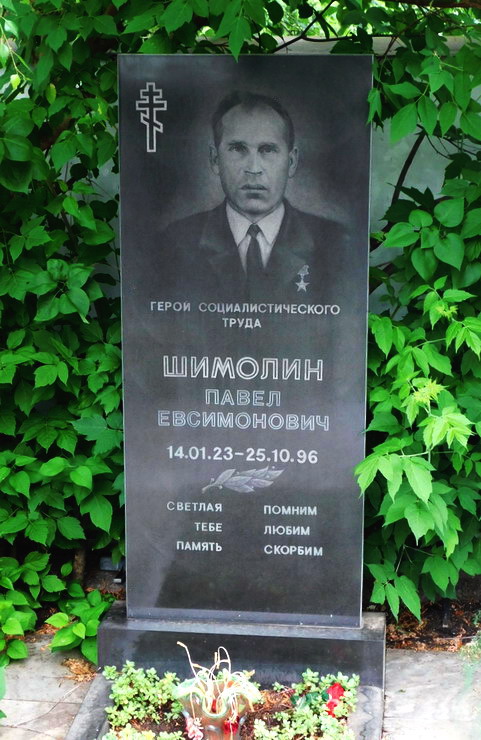 ГЕРОЙ СОЦИАЛИСТИЧЕСКОГО
ТРУДА
ШИМОЛИН
ПАВЕЛ
ЕВСИМОНОВИЧ
14.01.23–25.10.96
СВЕТЛАЯ ПОМНИМ
ТЕБЕ ЛЮБИМ
ПАМЯТЬ СКОРБИМ